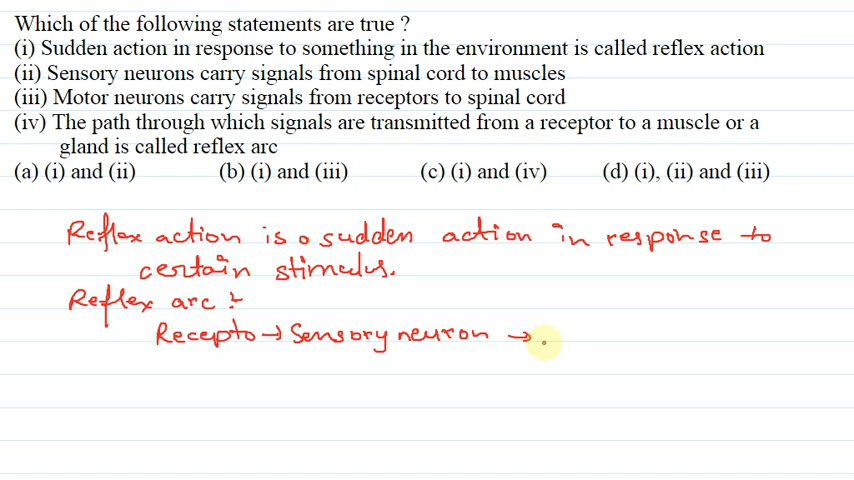 Which of the following statements are true ?
(i) Sudden action in response to something in the environment is called reflex action
(ii) Sensory neurons carry signals from spinal cord to muscles
(iii) Motor neurons carry signals from receptors to spinal cord
(iv) The path through which signals are transmitted from a receptor to a muscle or a
gland is called reflex arc
(a) (i) and (ii) (b) (i) and (iii) (c) (i) and (iv) (d) (i), (ii) and (iii)
Reflex action is a sudden action in response to
certain stimulus.
Reflex arc :-
Recepto → Sensory neuron →